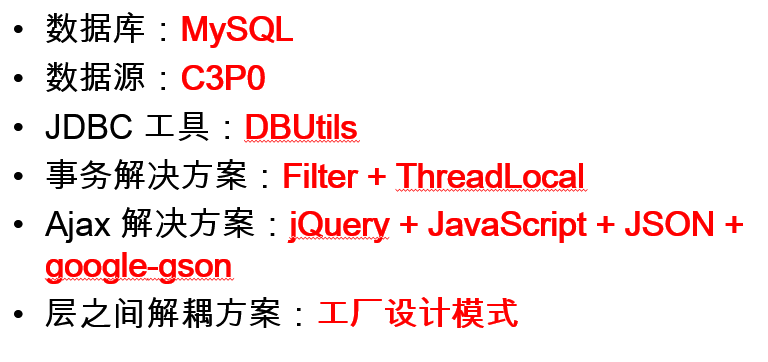 • 数据库：MySQL
• 数据源：C3P0
• JDBC 工具：DBUtils
• 事务解决方案：Filter + ThreadLocal
• Ajax 解决方案：jQuery + JavaScript + JSON +
google-gson
• 层之间解耦方案：工厂设计模式